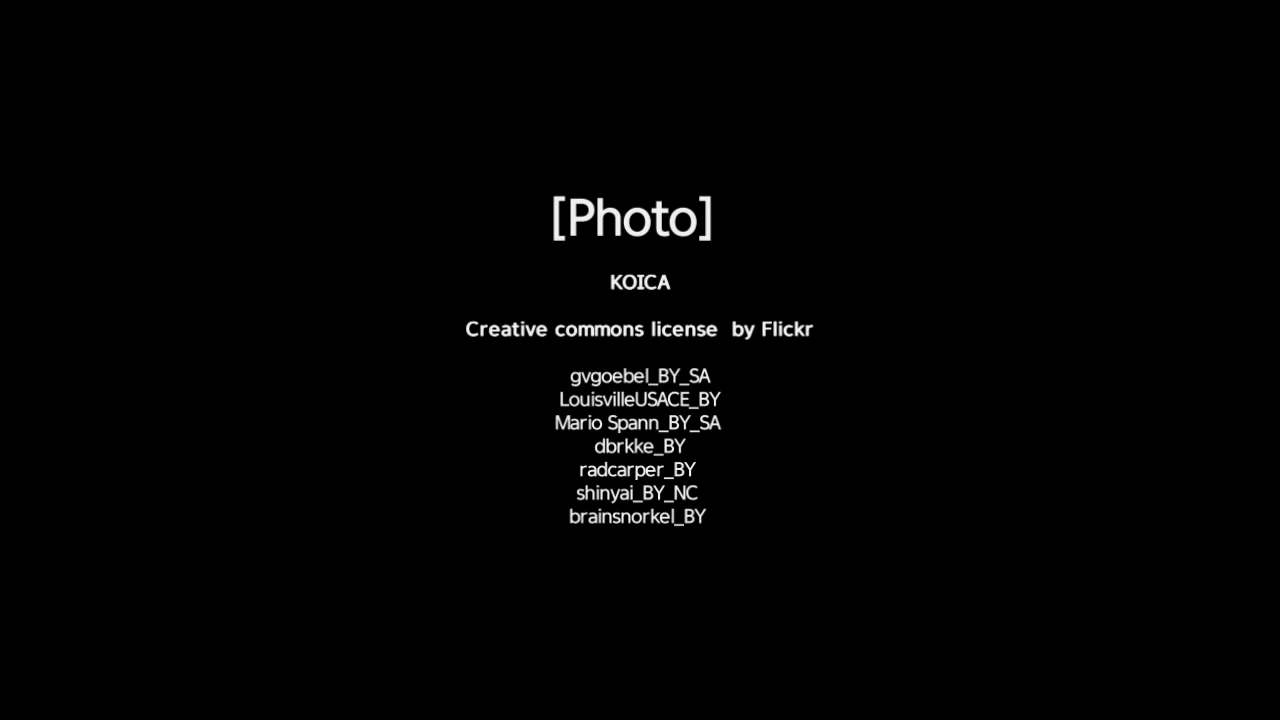 [Photo]
KOICA
Creative commons license by Flickr
gvgoebel_BY_SA
LouisvilleUSACE_BY
Mario Spann_BY_SA
dbrkke_BY
radcarper_BY
shinyai_BY_NC
brainsnorkel_BY